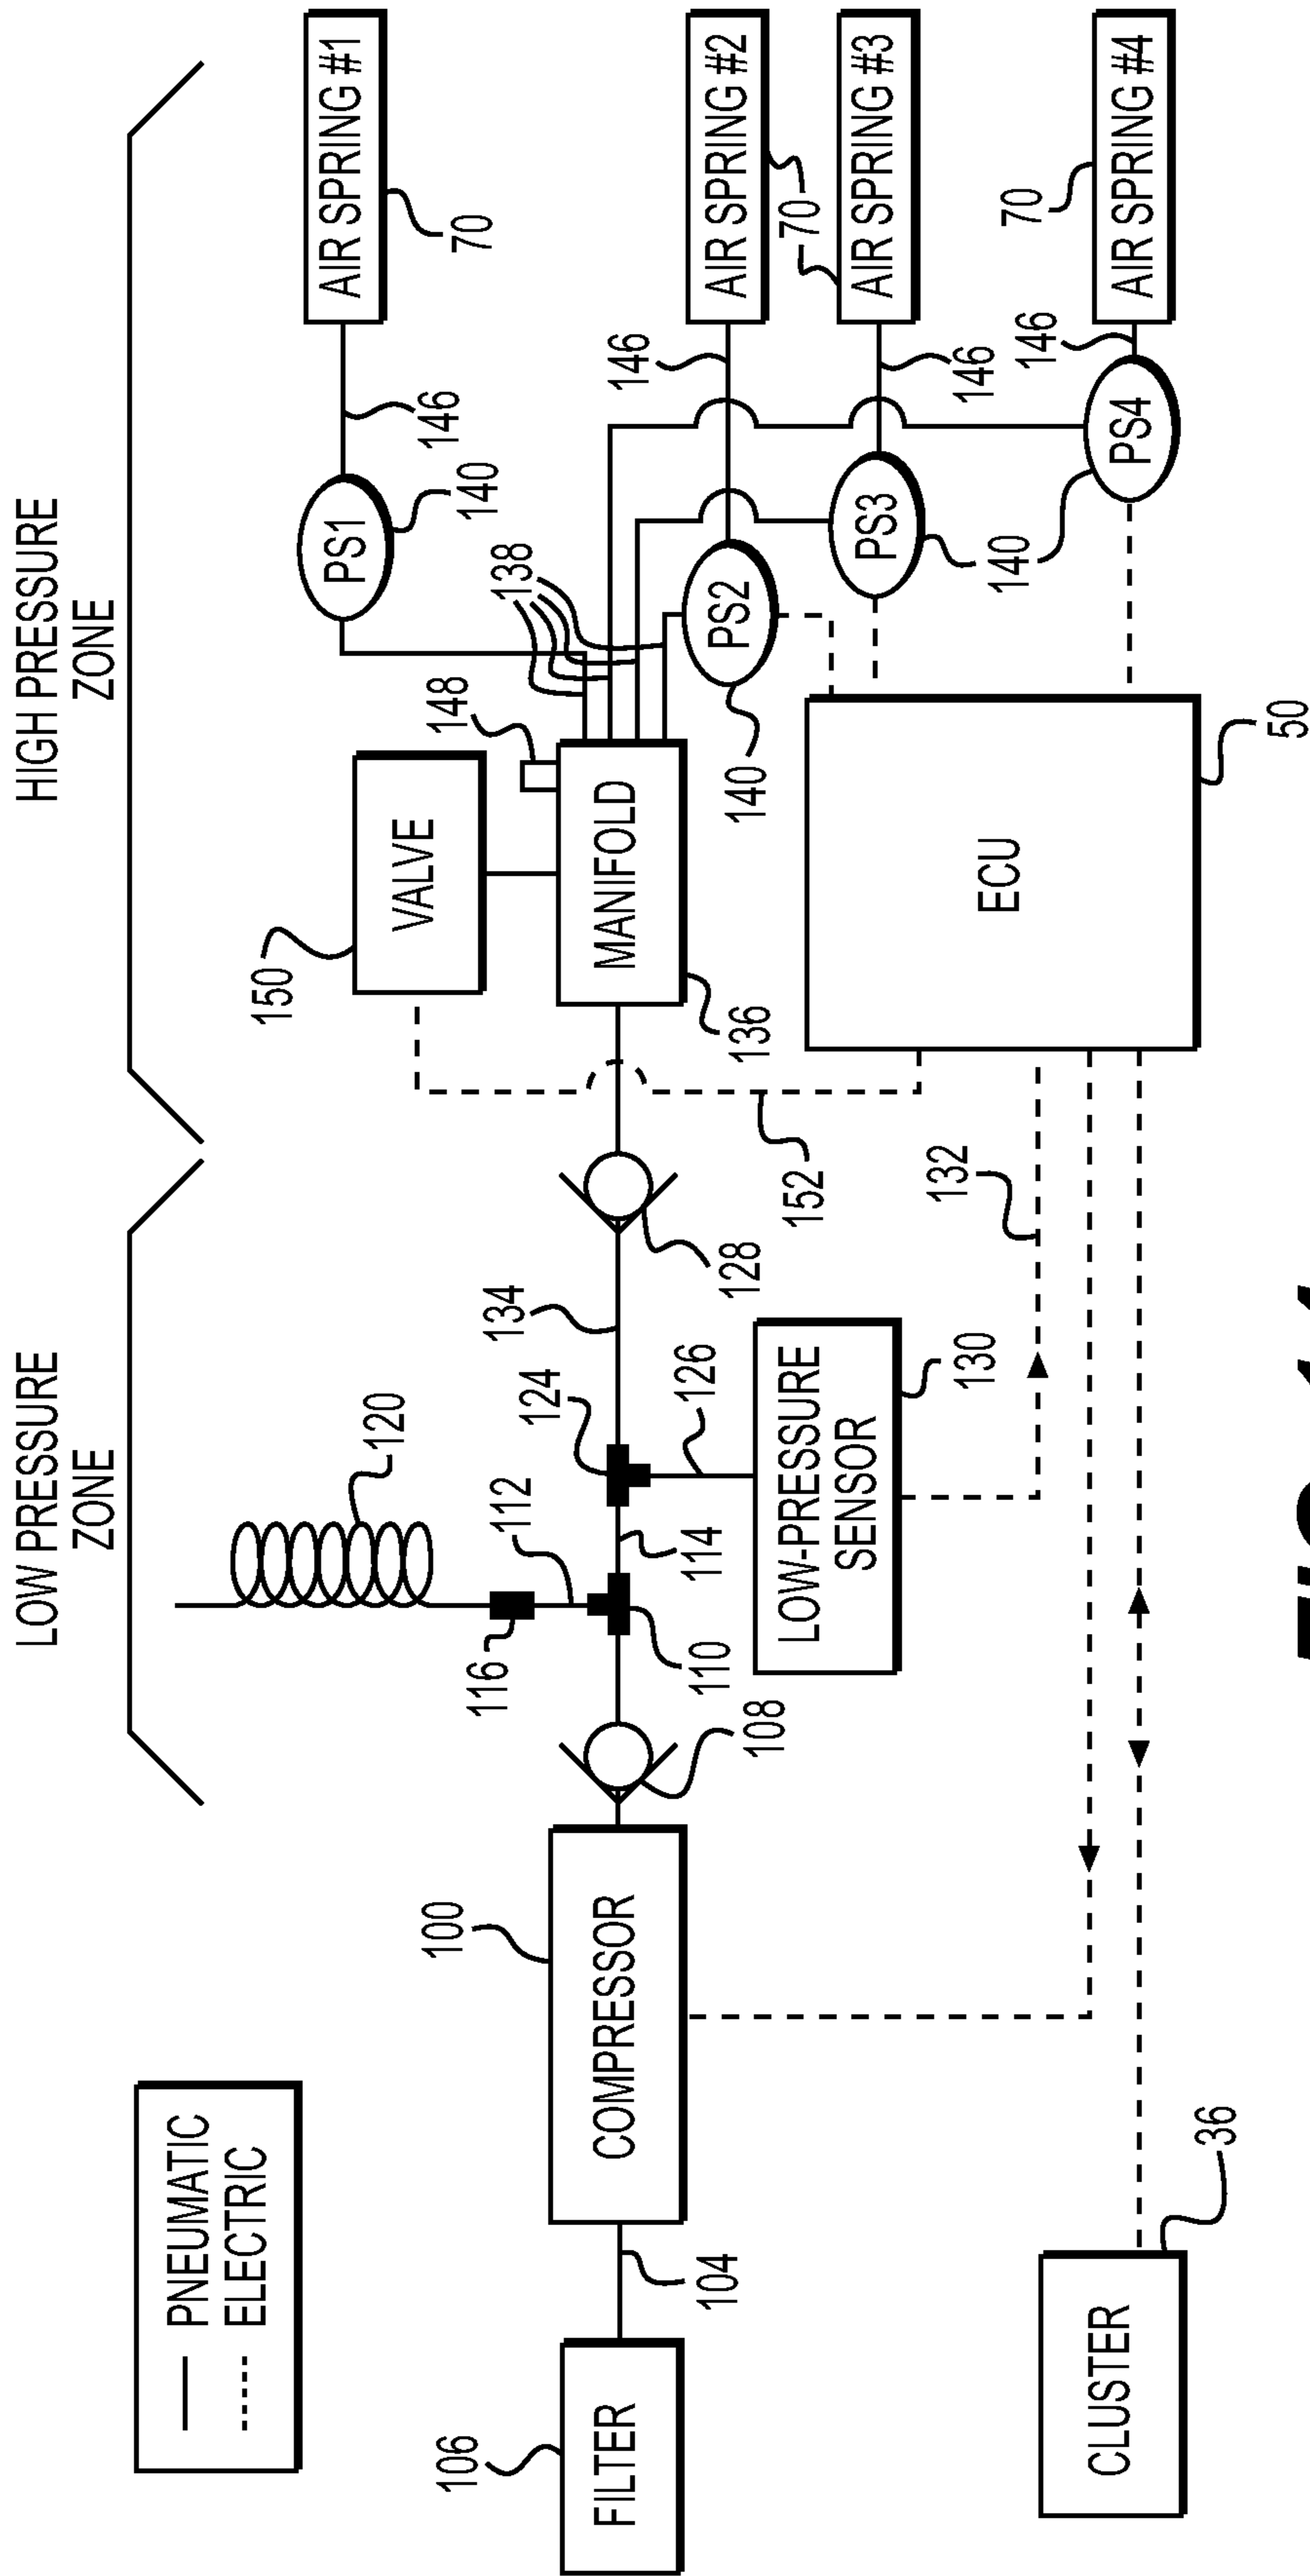 LOW PRESSURE
ZONE
HIGH PRESSURE
ZONE
PNEUMATIC
ELECTRIC
150
PS1
AIR SPRING #1
146
120
VALVE
100
148
106
140
70
116
112
134
138
124
FILTER
COMPRESSOR
MANIFOLD
146
114
126
104
110
PS2
AIR SPRING #2
128
136
140
108
LOW-PRESSURE
SENSOR
152
70
PS3
AIR SPRING #3
132
130
146
ECU
140
70
146
CLUSTER
PS4
AIR SPRING #4
36
50